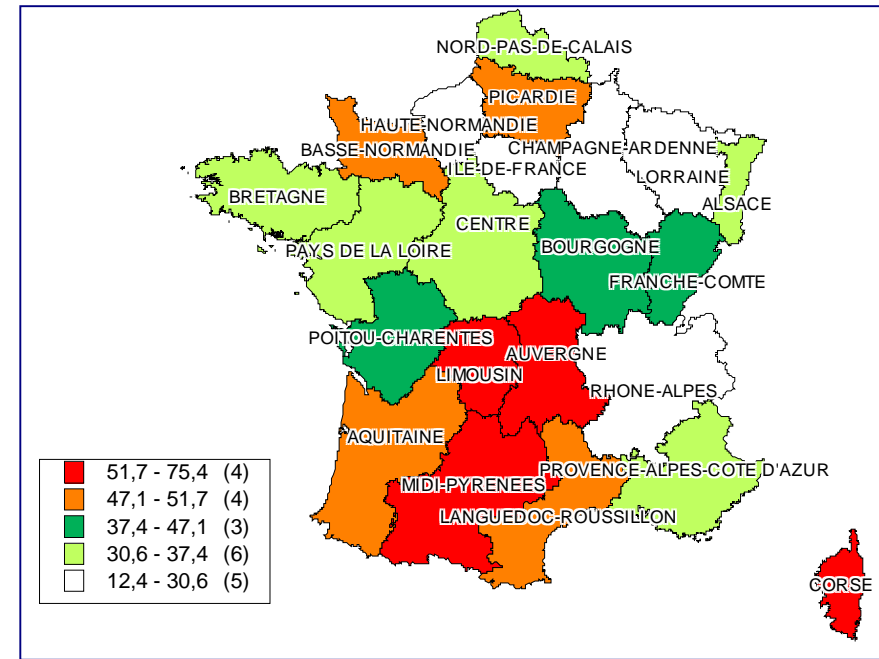 NORD-PAS-DE-CALAIS
PICARDIE
HAUTE-NORMANDIE
BASSE-NORMANDIE
CHAMPAGNE-ARDENNE
ILE-DE-FRANCE
LORRAINE
ALSACE
BRETAGNE
CENTRE
PAYS DE LA LOIRE
BOURGOGNE
FRANCHE-COMTE
POITOU-CHARENTES
AUVERGNE
LIMOUSIN
RHONE-ALPES
AQUITAINE
PROVENCE-ALPES-COTE D'AZUR
MIDI-PYRENEES
LANGUEDOC-ROUSSILLON
CORSE
51,7 - 75,4 (4)
47,1 - 51,7 (4)
37,4 - 47,1 (3)
30,6 - 37,4 (6)
12,4 - 30,6 (5)